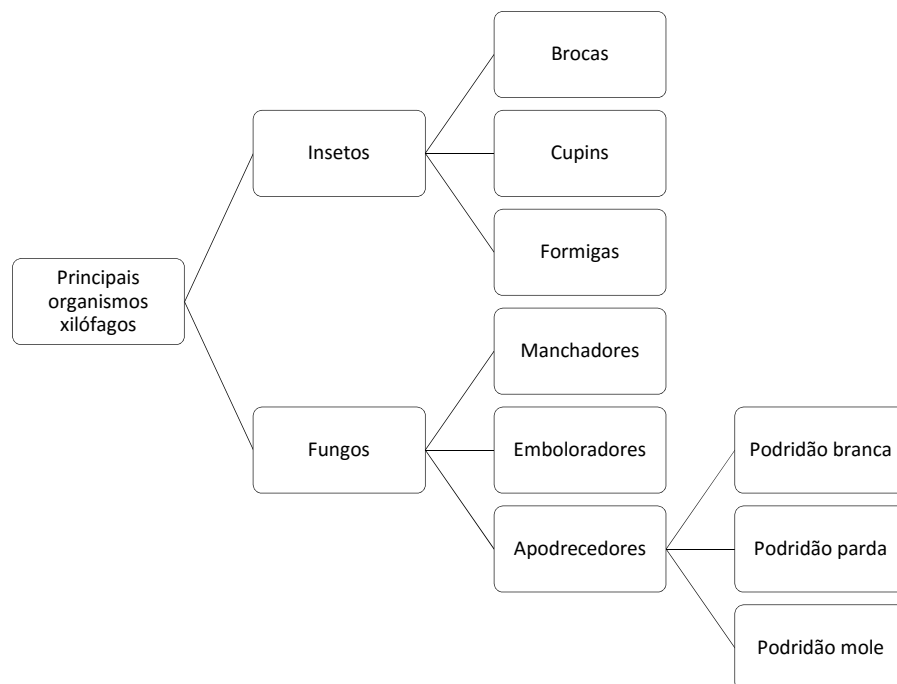 Principais
organismos
xilófagos
Insetos
Brocas
Cupins
Formigas
Fungos
Manchadores
Emboloradores
Apodrecedores
Podridão branca
Podridão parda
Podridão mole